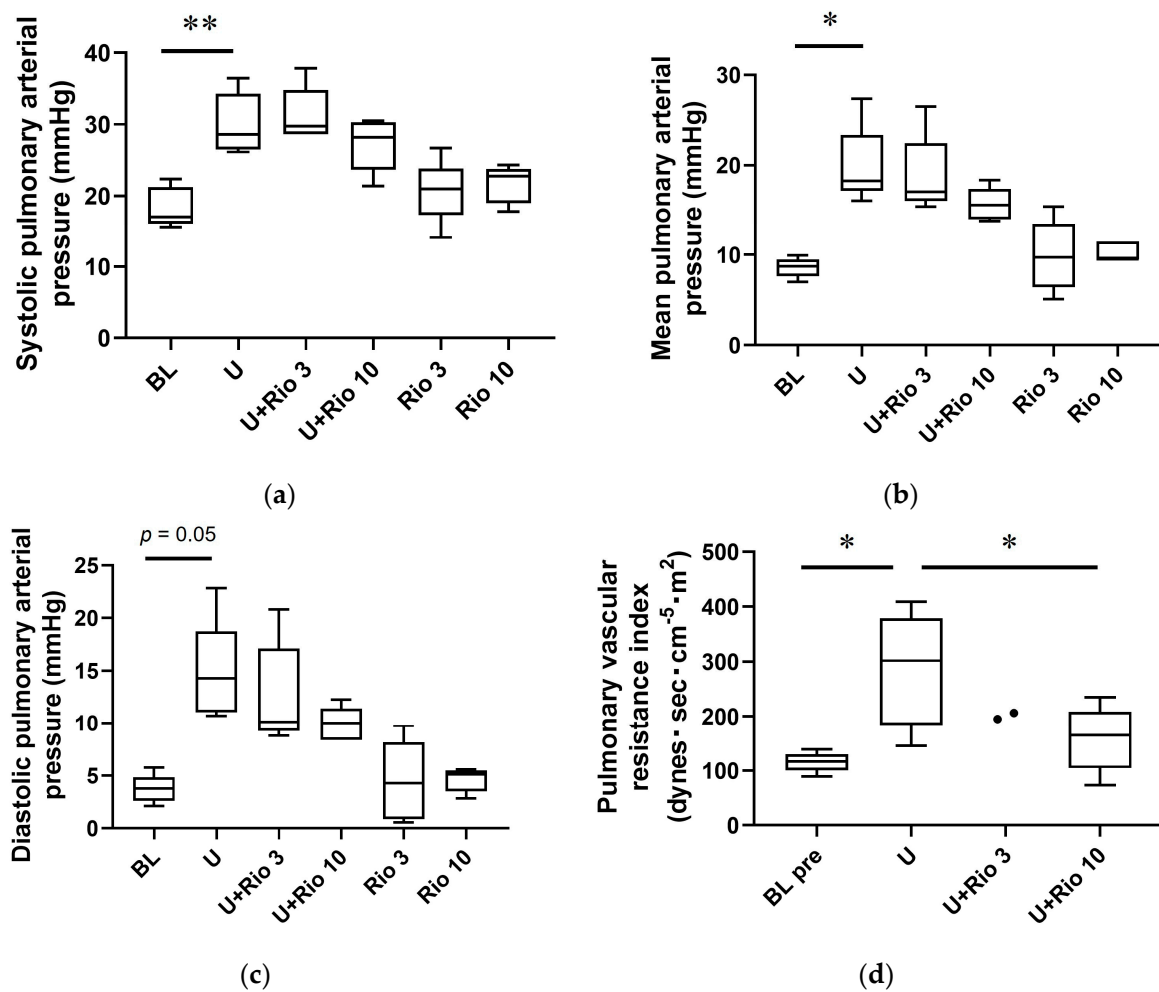 **
Systolic pulmonary arterial
pressure (mmHg)
40
30
20
10
0
BL
U
U+Rio 3
U+Rio 10
Rio 3
Rio 10
(a)
*
Mean pulmonary arterial
pressure (mmHg)
30
20
10
0
BL
U
U+Rio 3
U+Rio 10
Rio 3
Rio 10
(b)
p = 0.05
Diastolic pulmonary arterial
pressure (mmHg)
25
20
15
10
5
0
BL
U
U+Rio 3
U+Rio 10
Rio 3
Rio 10
(c)
*
*
Pulmonary vascular
resistance index
(dynes· sec·cm⁻⁵·m²)
500
400
300
200
100
0
BL pre
U
U+Rio 3
U+Rio 10
(d)